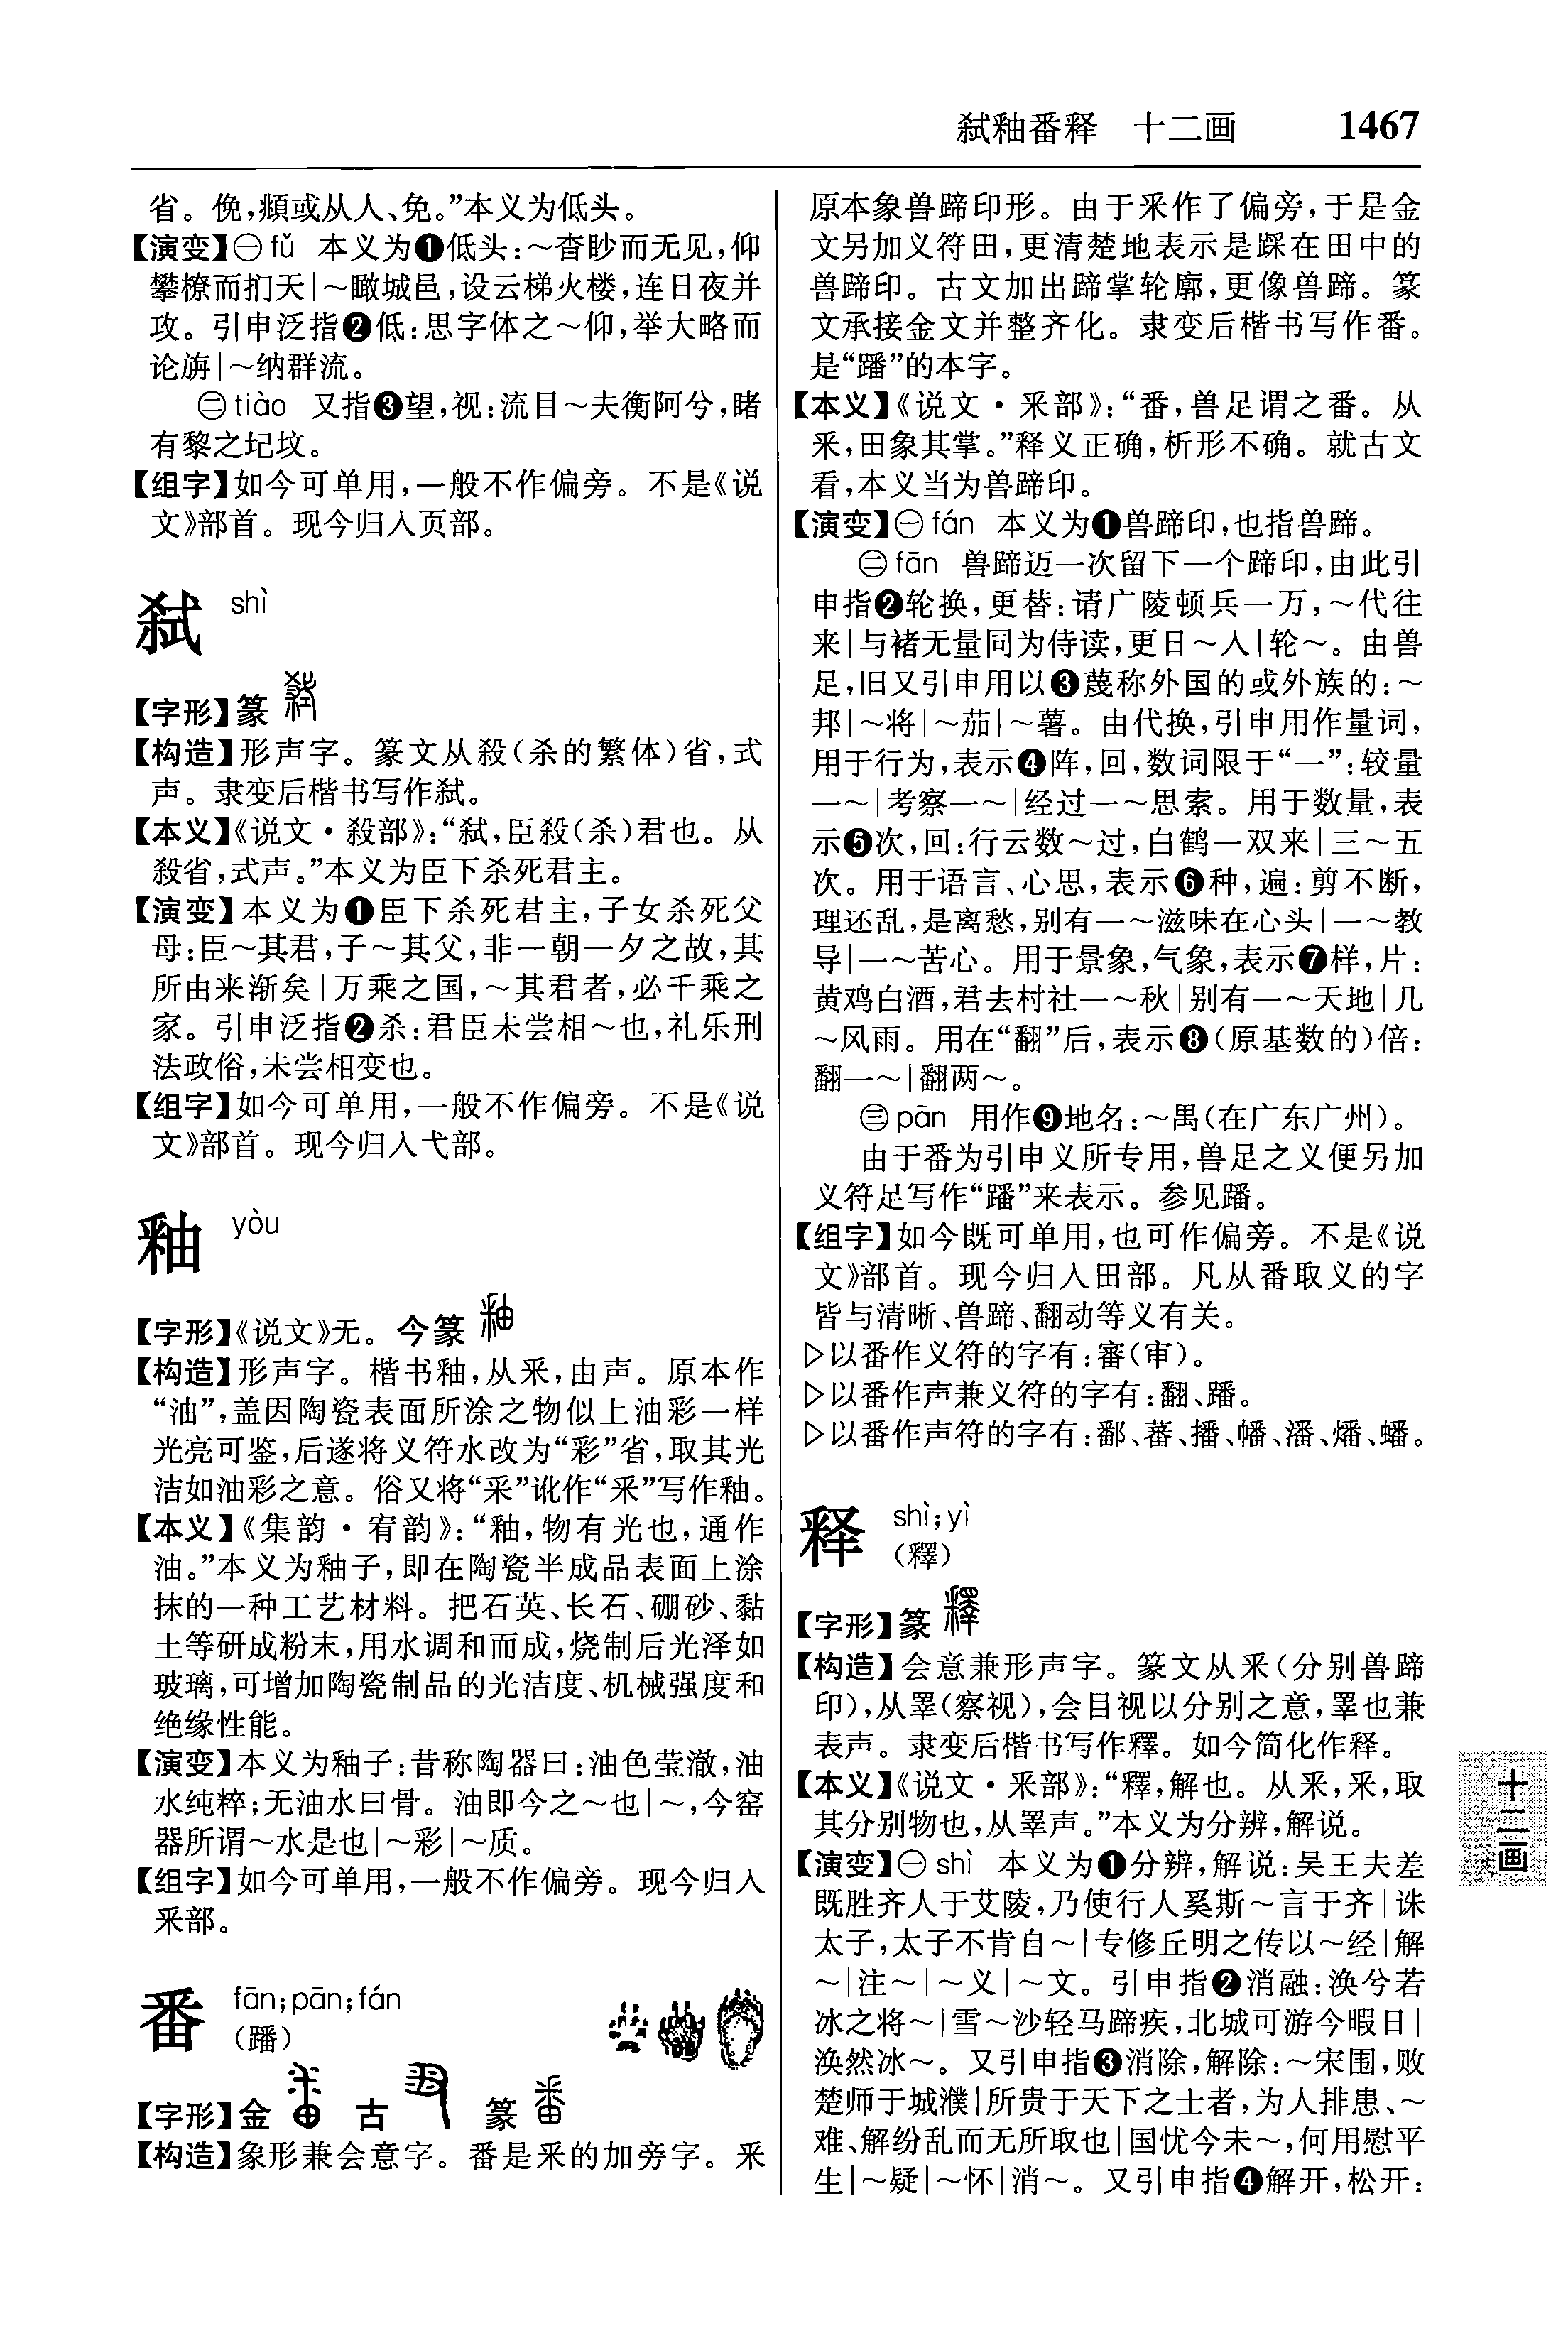 弑釉番释　十二画　1467
省。俛,頫或从人、免。”本义为低头。
【演变】㊀fǔ 本义为❶低头:～杳眇而无见,仰
攀橑而扪天|～瞰城邑,设云梯火楼,连日夜并
攻。引申泛指❷低:思字体之～仰,举大略而
论旃|～纳群流。
㊁tiào 又指❸望,视:流目～夫衡阿兮,睹
有黎之圮坟。
【组字】如今可单用,一般不作偏旁。不是《说
文》部首。现今归入页部。
弑 shì
【字形】篆
【构造】形声字。篆文从殺(杀的繁体)省,式
声。隶变后楷书写作弑。
【本义】《说文·殺部》:“弑,臣殺(杀)君也。从
殺省,式声。”本义为臣下杀死君主。
【演变】本义为❶臣下杀死君主,子女杀死父
母:臣～其君,子～其父,非一朝一夕之故,其
所由来渐矣|万乘之国,～其君者,必千乘之
家。引申泛指❷杀:君臣未尝相～也,礼乐刑
法政俗,未尝相变也。
【组字】如今可单用,一般不作偏旁。不是《说
文》部首。现今归入弋部。
釉 yòu
【字形】《说文》无。今篆
【构造】形声字。楷书釉,从釆,由声。原本作
“油”,盖因陶瓷表面所涂之物似上油彩一样
光亮可鉴,后遂将义符水改为“彩”省,取其光
洁如油彩之意。俗又将“采”讹作“釆”写作釉。
【本义】《集韵·宥韵》:“釉,物有光也,通作
油。”本义为釉子,即在陶瓷半成品表面上涂
抹的一种工艺材料。把石英、长石、硼砂、黏
土等研成粉末,用水调和而成,烧制后光泽如
玻璃,可增加陶瓷制品的光洁度、机械强度和
绝缘性能。
【演变】本义为釉子:昔称陶器曰:油色莹澈,油
水纯粹;无油水曰骨。油即今之～也|～,今窑
器所谓～水是也|～彩|～质。
【组字】如今可单用,一般不作偏旁。现今归入
釆部。
番 fān;pān;fán
(蹯)
【字形】金 古 篆
【构造】象形兼会意字。番是釆的加旁字。釆
原本象兽蹄印形。由于釆作了偏旁,于是金
文另加义符田,更清楚地表示是踩在田中的
兽蹄印。古文加出蹄掌轮廓,更像兽蹄。篆
文承接金文并整齐化。隶变后楷书写作番。
是“蹯”的本字。
【本义】《说文·釆部》:“番,兽足谓之番。从
釆,田象其掌。”释义正确,析形不确。就古文
看,本义当为兽蹄印。
【演变】㊀fán 本义为❶兽蹄印,也指兽蹄。
㊁fān 兽蹄迈一次留下一个蹄印,由此引
申指❷轮换,更替:请广陵顿兵一万,～代往
来|与褚无量同为侍读,更日～入|轮～。由兽
足,旧又引申用以❸蔑称外国的或外族的:～
邦|～将|～茄|～薯。由代换,引申用作量词,
用于行为,表示❹阵,回,数词限于“一”:较量
一～|考察一～|经过一～思索。用于数量,表
示❺次,回:行云数～过,白鹤一双来|三～五
次。用于语言、心思,表示❻种,遍:剪不断,
理还乱,是离愁,别有一～滋味在心头|一～教
导|一～苦心。用于景象,气象,表示❼样,片:
黄鸡白酒,君去村社一～秋|别有一～天地|几
～风雨。用在“翻”后,表示❽(原基数的)倍:
翻一～|翻两～。
㊂pān 用作❾地名:～禺(在广东广州)。
由于番为引申义所专用,兽足之义便另加
义符足写作“蹯”来表示。参见蹯。
【组字】如今既可单用,也可作偏旁。不是《说
文》部首。现今归入田部。凡从番取义的字
皆与清晰、兽蹄、翻动等义有关。
▷以番作义符的字有:審(审)。
▷以番作声兼义符的字有:翻、蹯。
▷以番作声符的字有:鄱、蕃、播、幡、潘、燔、蟠。
释 shì;yì
(釋)
【字形】篆
【构造】会意兼形声字。篆文从釆(分别兽蹄
印),从睪(察视),会目视以分别之意,睪也兼
表声。隶变后楷书写作釋。如今简化作释。
【本义】《说文·釆部》:“釋,解也。从釆,釆,取
其分别物也,从睪声。”本义为分辨,解说。
【演变】㊀shì 本义为❶分辨,解说:吴王夫差
既胜齐人于艾陵,乃使行人奚斯～言于齐|诛
太子,太子不肯自～|专修丘明之传以～经|解
～|注～|～义|～文。引申指❷消融:涣兮若
冰之将～|雪～沙轻马蹄疾,北城可游今暇日|
涣然冰～。又引申指❸消除,解除:～宋围,败
楚师于城濮|所贵于天下之士者,为人排患、～
难、解纷乱而无所取也|国忧今未～,何用慰平
生|～疑|～怀|消～。又引申指❹解开,松开:
十二画